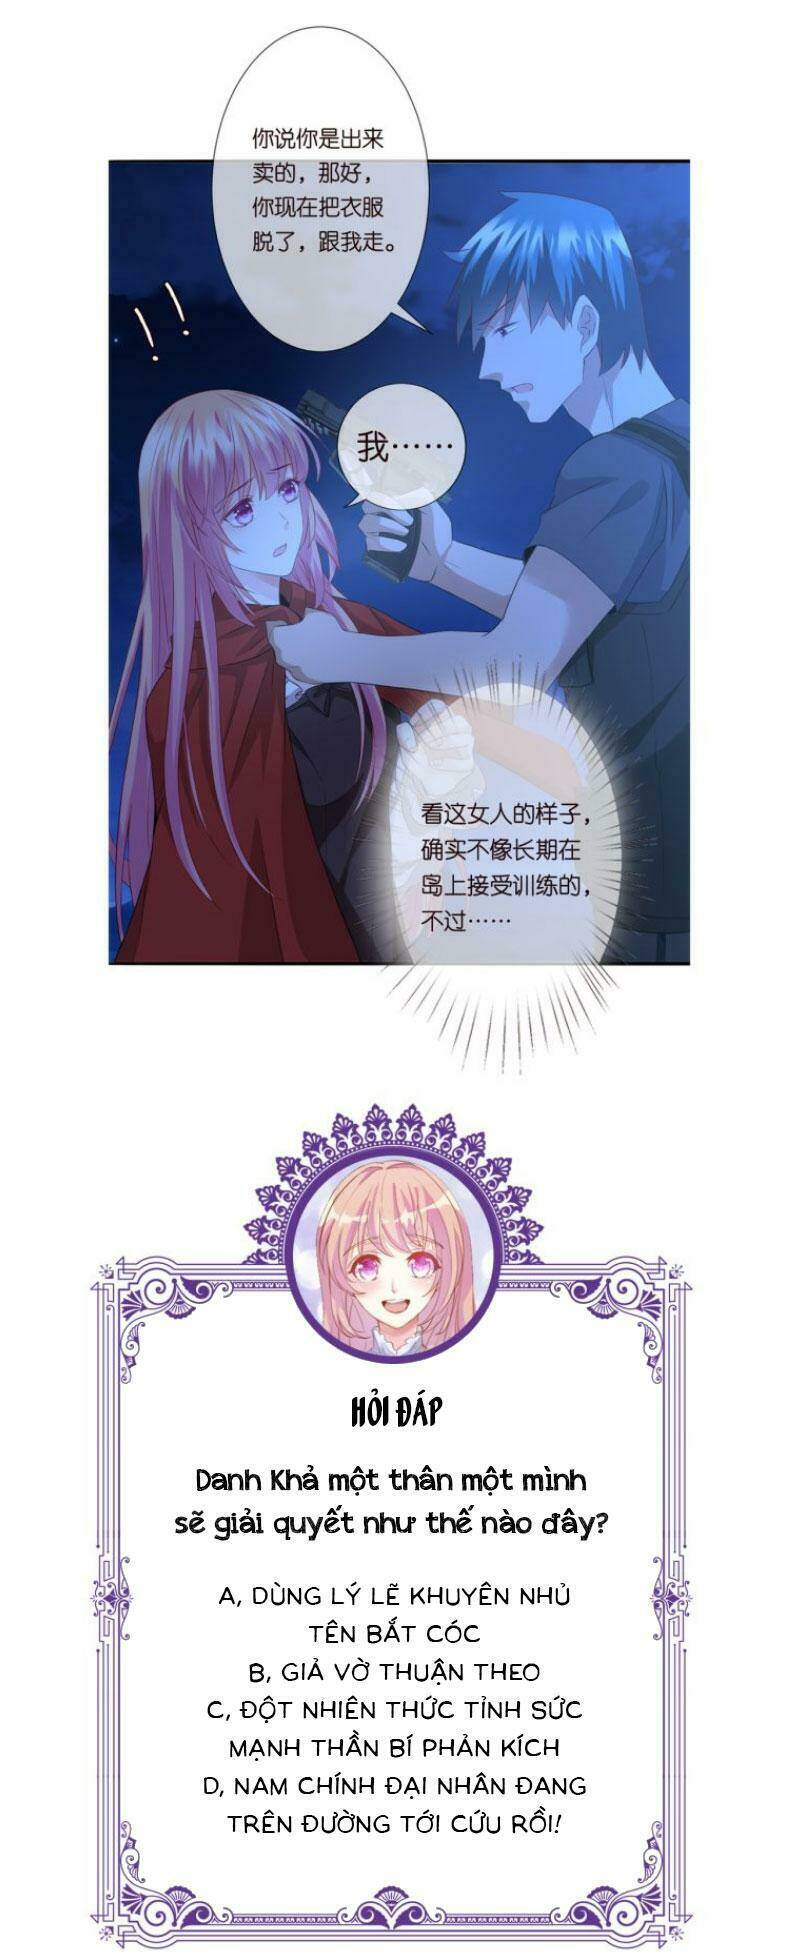 你说你是出来
卖的，那好，
你现在把衣服
脱了，跟我走。
我……
看这女人的样子，
确实不像长期在
岛上接受训练的，
不过……
HỎI ĐÁP
Danh Khả một thân một mình
sẽ giải quyết như thế nào đây?
A, DÙNG LÝ LẼ KHUYÊN NHỦ
TÊN BẮT CÓC
B, GIẢ VỜ THUẬN THEO
C, ĐỘT NHIÊN THỨC TỈNH SỨC
MẠNH THẦN BÍ PHẢN KÍCH
D, NAM CHÍNH ĐẠI NHÂN ĐANG
TRÊN ĐƯỜNG TỚI CỨU RỒI!